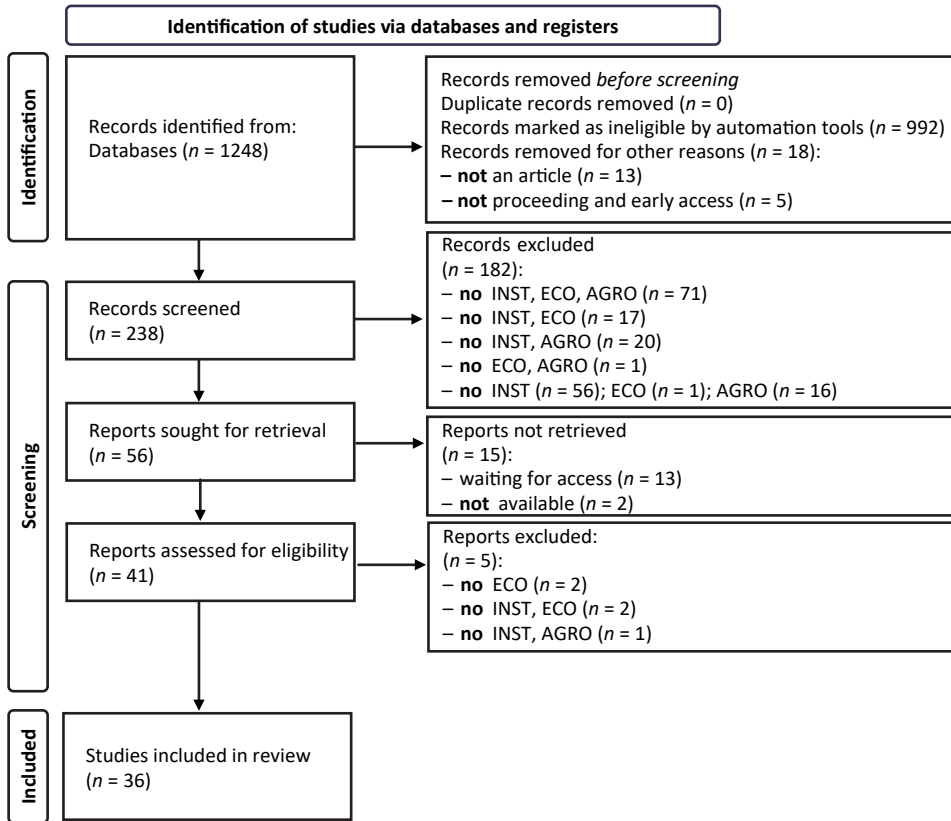 Identification of studies via databases and registers
Identification
Records identified from:
Databases (n = 1248)
Records removed before screening
Duplicate records removed (n = 0)
Records marked as ineligible by automation tools (n = 992)
Records removed for other reasons (n = 18):
– not an article (n = 13)
– not proceeding and early access (n = 5)
Screening
Records screened
(n = 238)
Records excluded
(n = 182):
– no INST, ECO, AGRO (n = 71)
– no INST, ECO (n = 17)
– no INST, AGRO (n = 20)
– no ECO, AGRO (n = 1)
– no INST (n = 56); ECO (n = 1); AGRO (n = 16)
Reports sought for retrieval
(n = 56)
Reports not retrieved
(n = 15):
– waiting for access (n = 13)
– not available (n = 2)
Reports assessed for eligibility
(n = 41)
Reports excluded:
(n = 5):
– no ECO (n = 2)
– no INST, ECO (n = 2)
– no INST, AGRO (n = 1)
Included
Studies included in review
(n = 36)